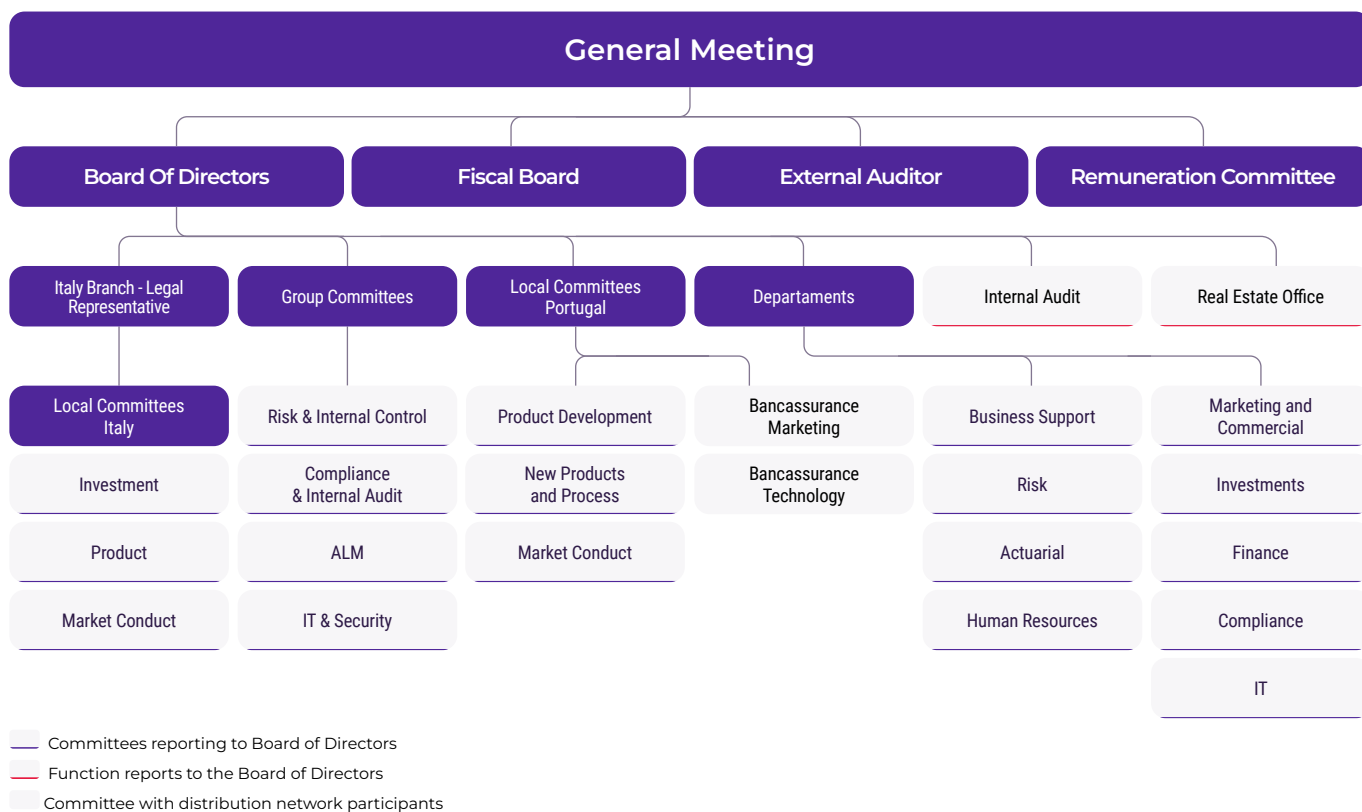 General Meeting
Board Of Directors
Fiscal Board
External Auditor
Remuneration Committee
Italy Branch - Legal
Representative
Group Committees
Local Committees
Portugal
Departaments
Internal Audit
Real Estate Office
Local Committees
Italy
Risk & Internal Control
Product Development
Bancassurance
Marketing
Business Support
Marketing and
Commercial
Investment
Compliance
& Internal Audit
New Products
and Process
Bancassurance
Technology
Risk
Investments
Product
ALM
Market Conduct
Actuarial
Finance
Market Conduct
IT & Security
Human Resources
Compliance
IT
Committees reporting to Board of Directors
Function reports to the Board of Directors
Committee with distribution network participants